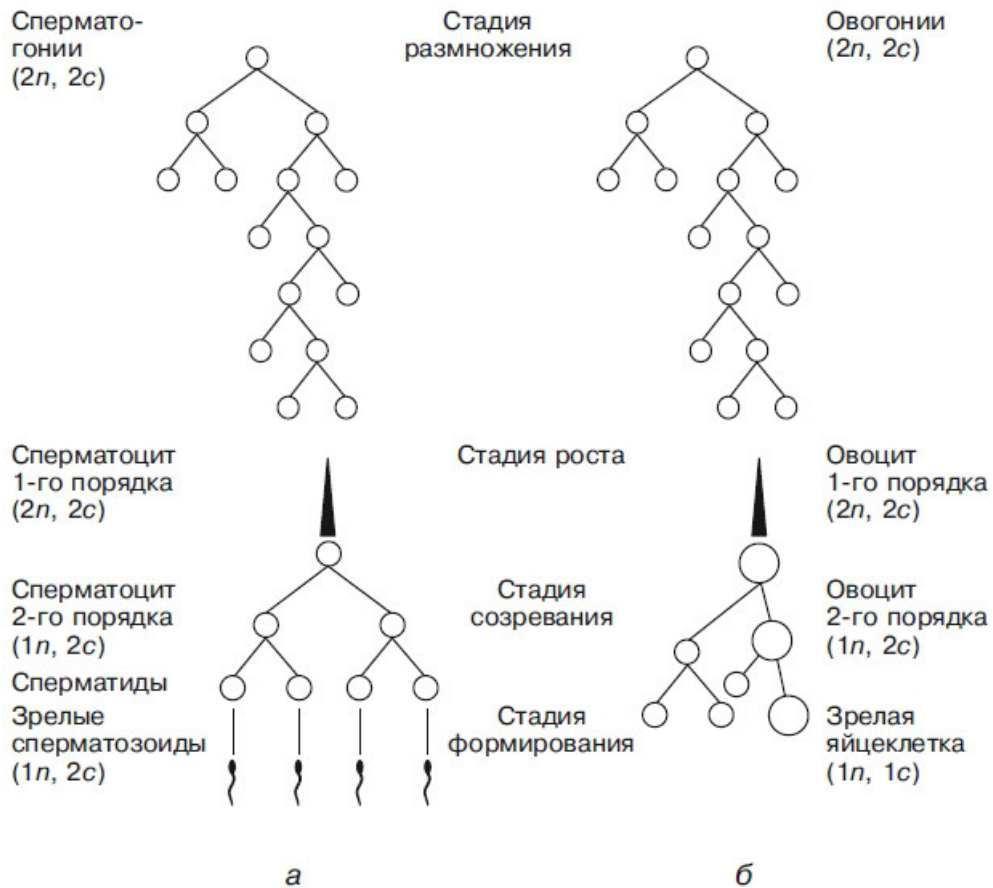 Спермато-
гонии
(2n, 2c)
Стадия
размножения
Овогонии
(2n, 2c)
Сперматоцит
1-го порядка
(2n, 2c)
Стадия роста
Овоцит
1-го порядка
(2n, 2c)
Сперматоцит
2-го порядка
(1n, 2c)
Стадия
созревания
Овоцит
2-го порядка
(1n, 2c)
Сперматиды
Зрелые
сперматозоиды
(1n, 2c)
Стадия
формирования
Зрелая
яйцеклетка
(1n, 1c)
а
б